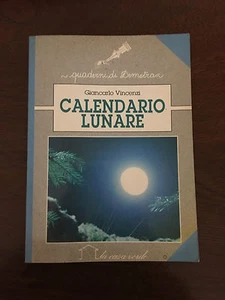 i quaderni di Demetra
Giancarlo Vincenzi
CALENDARIO
LUNARE
la casa verde